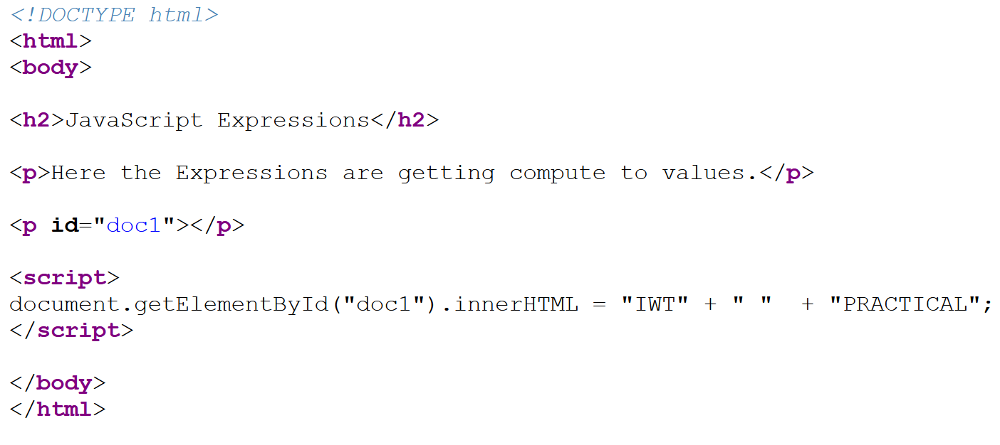 <!DOCTYPE html>
<html>
<body>
<h2>JavaScript Expressions</h2>
<p>Here the Expressions are getting compute to values.</p>
<p id="doc1"></p>
<script>
document.getElementById("doc1").innerHTML = "IWT" + " "  + "PRACTICAL";
</script>
</body>
</html>